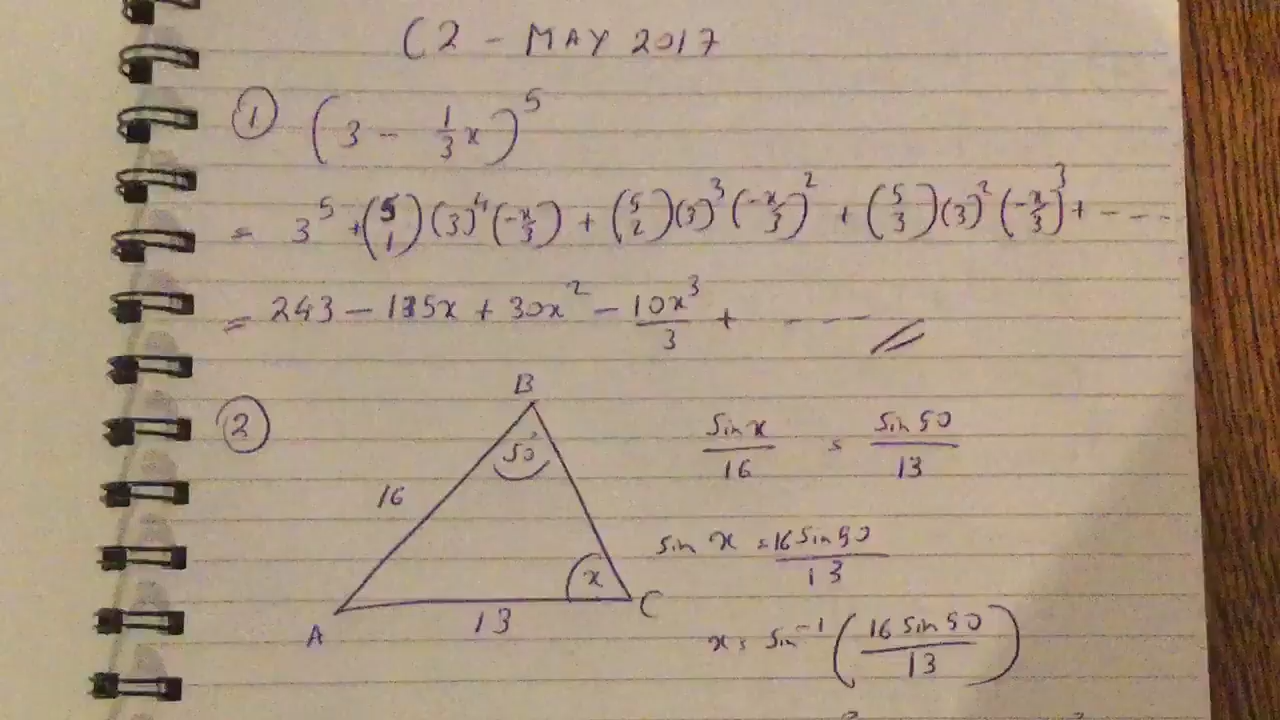 C2 - MAY 2017
① (3 - 1/3 x)^5
= 3^5 + (5 1)(3)^4(-x/3) + (5 2)(3)^3(-x/3)^2 + (5 3)(3)^2(-x/3)^3 + ----
= 243 - 135x + 30x^2 - 10x^3/3 + ----
②
B
50°
16
x
A
13
C
sin x/16 = sin 50/13
sin x = 16 sin 50/13
x = sin^-1 (16 sin 50/13)